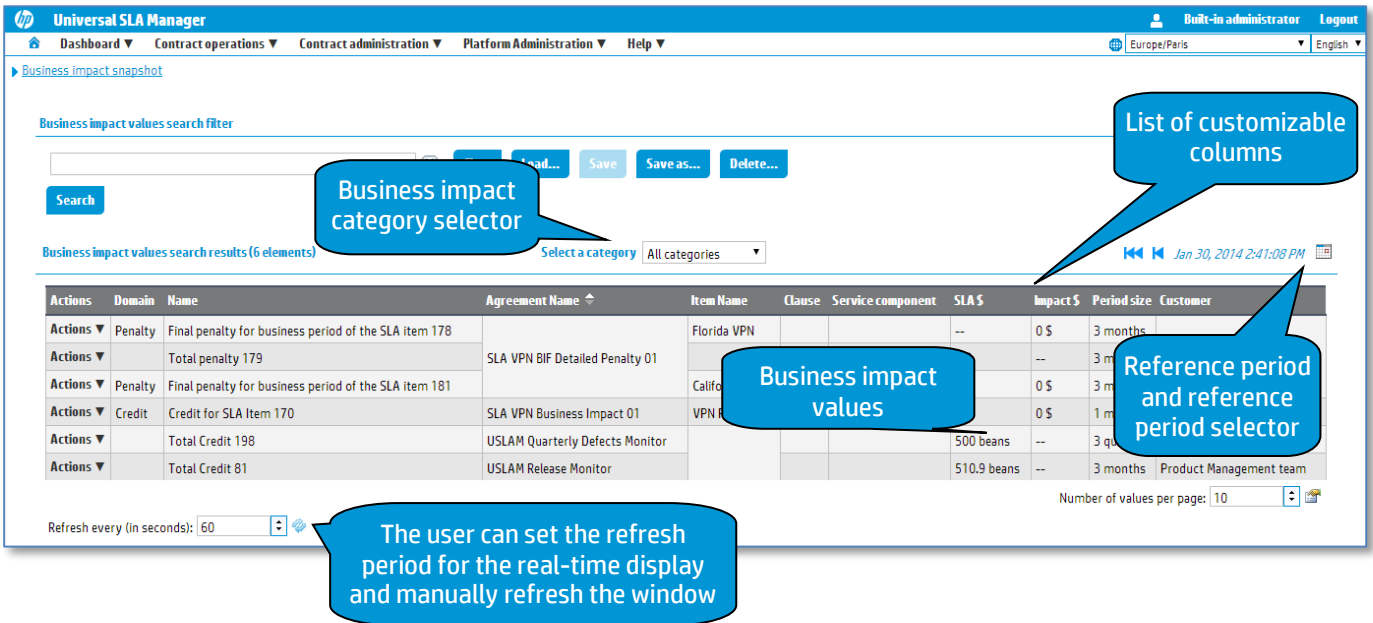 hp Universal SLA Manager Built-in administrator Logout
Dashboard ▼ Contract operations ▼ Contract administration ▼ Platform Administration ▼ Help ▼ Europe/Paris ▼ English ▼
Business impact snapshot
Business impact values search filter
List of customizable
columns
Load... Save Save as... Delete...
Business impact
category selector
Search
Business impact values search results (6 elements) Select a category All categories ▼ Jan 30, 2014 2:41:08 PM
Actions Domain Name Agreement Name Item Name Clause Service component SLA $ Impact $ Period size Customer
Actions ▼ Penalty Final penalty for business period of the SLA item 178 Florida VPN -- 0 $ 3 months
Actions ▼ Total penalty 179 SLA VPN BIF Detailed Penalty 01 -- 3
Actions ▼ Penalty Final penalty for business period of the SLA item 181 0 $ 3
Actions ▼ Credit Credit for SLA Item 170 SLA VPN Business Impact 01 VPN 0 $ 1
Actions ▼ Total Credit 198 USLAM Quarterly Defects Monitor 500 beans -- 3
Actions ▼ Total Credit 81 USLAM Release Monitor 510.9 beans -- 3 months Product Management team
Business impact
values
Reference period
and reference
period selector
Number of values per page: 10
Refresh every (in seconds): 60
The user can set the refresh
period for the real-time display
and manually refresh the window